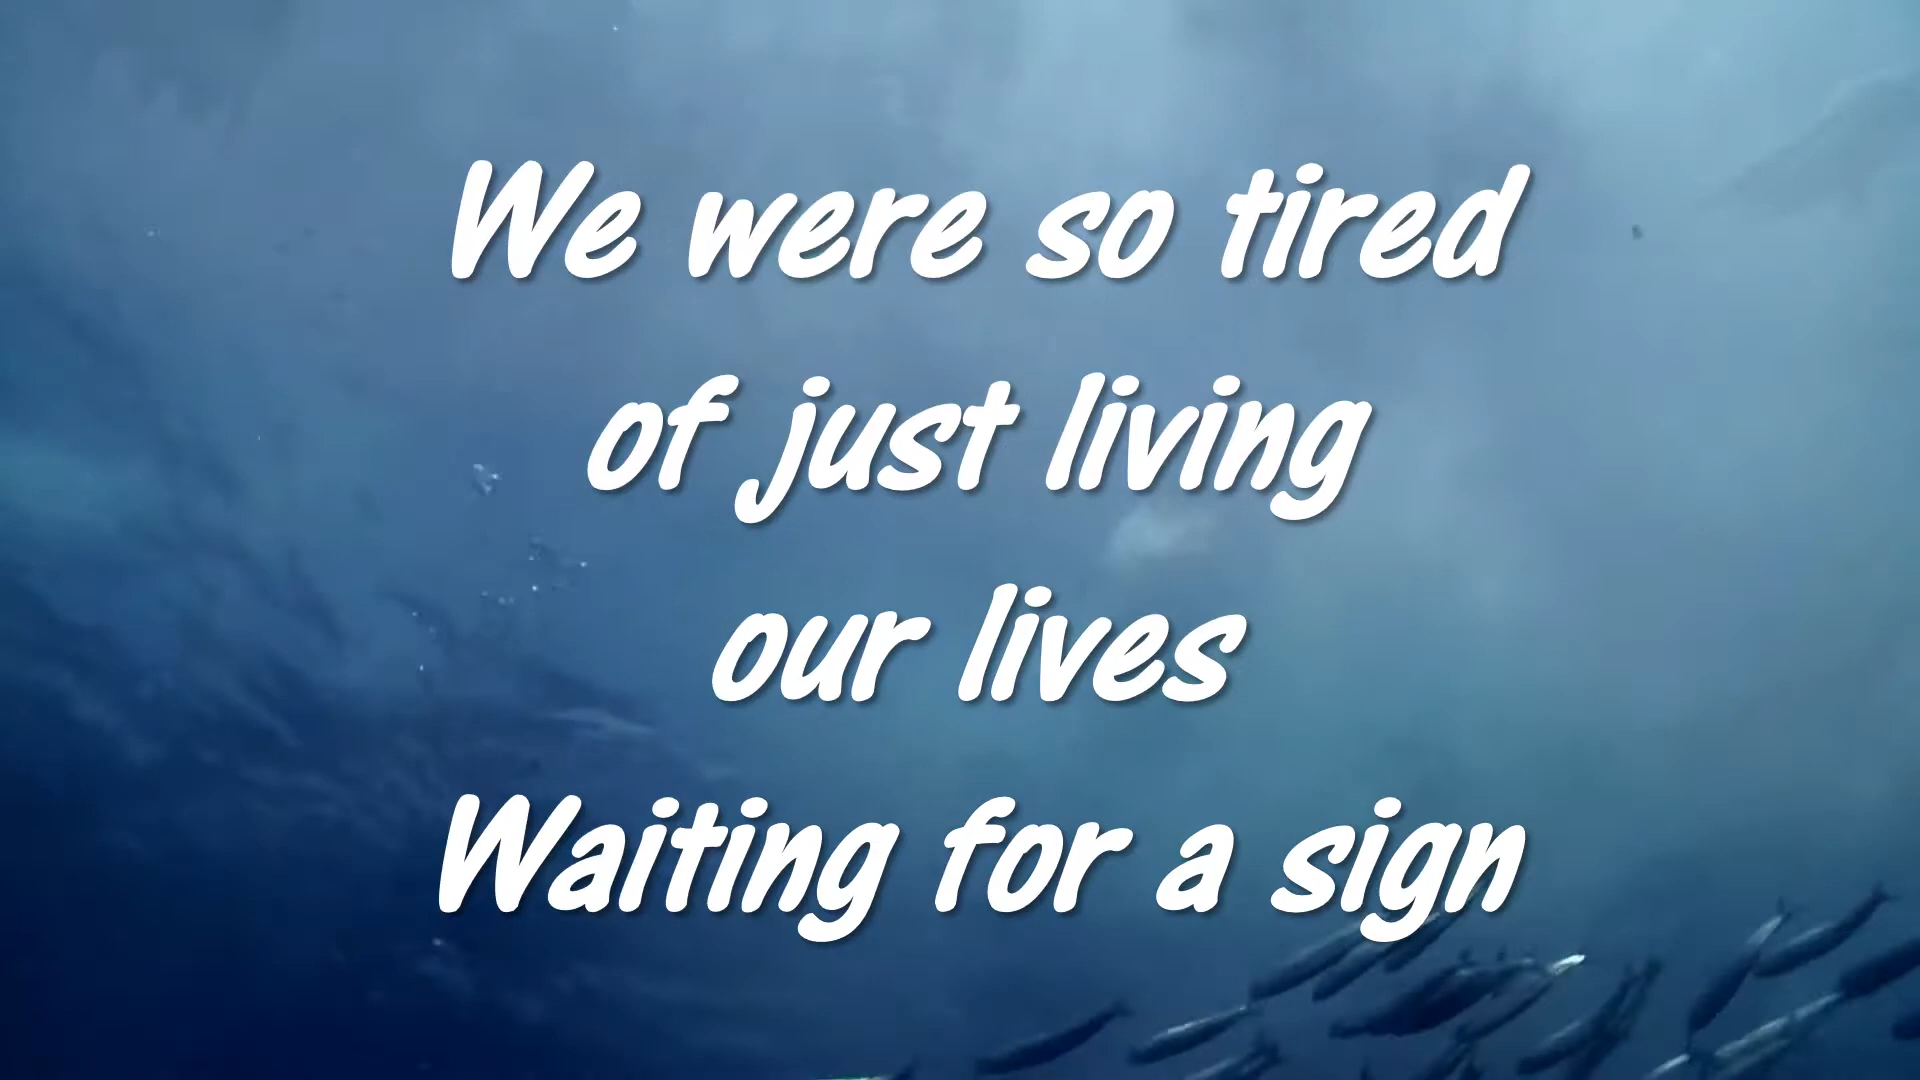 We were so tired
of just living
our lives
Waiting for a sign